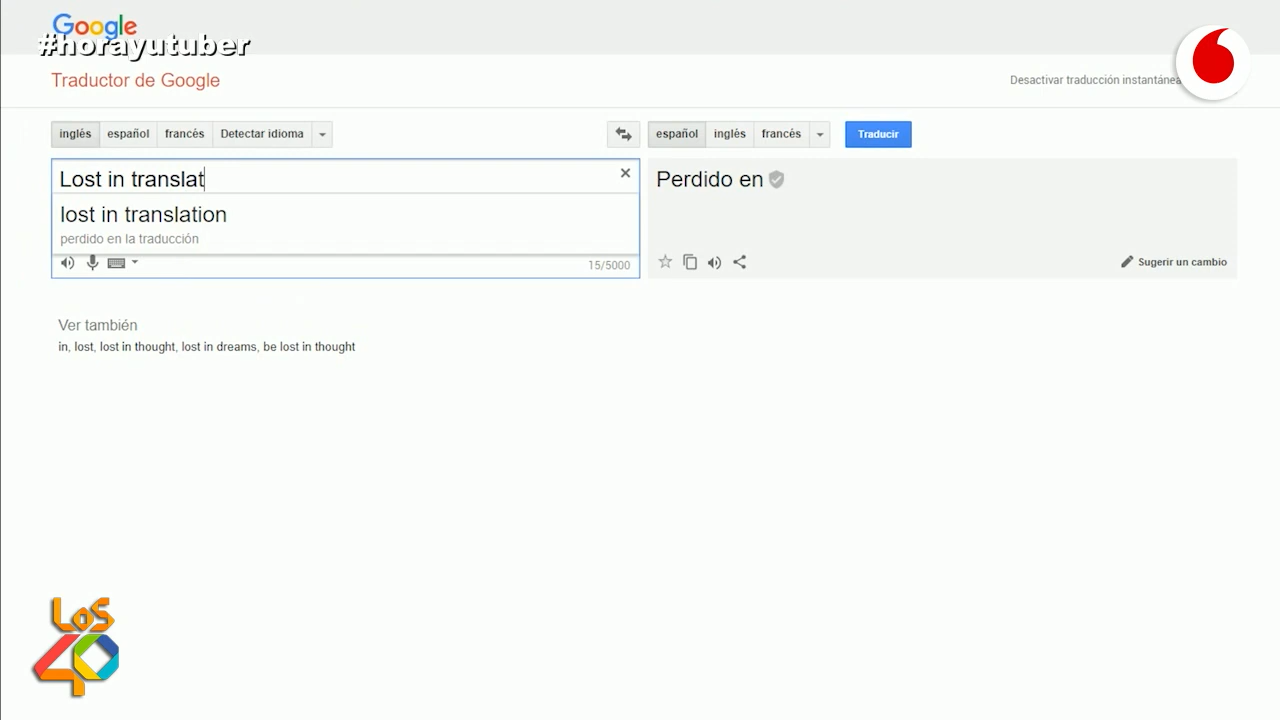 Google
#horayutuber
Traductor de Google
Desactivar traducción instantánea
inglés español francés Detectar idioma
español inglés francés Traducir
Lost in translat
lost in translation
perdido en la traducción
15/5000
Perdido en
Sugerir un cambio
Ver también
in, lost, lost in thought, lost in dreams, be lost in thought
LOS
40